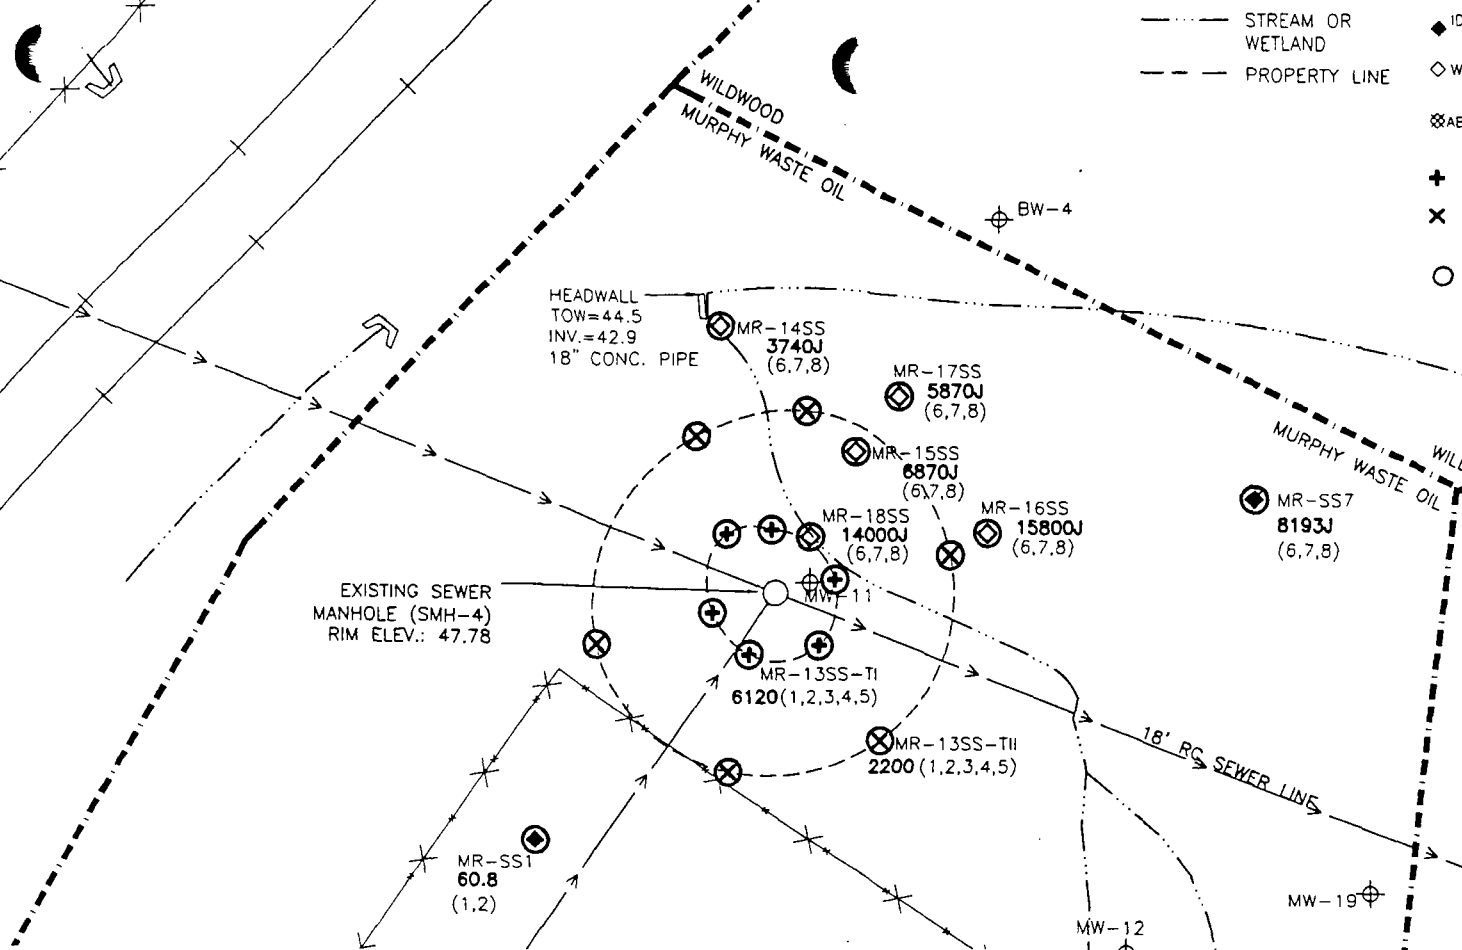 STREAM OR
WETLAND
PROPERTY LINE
WILDWOOD
MURPHY WASTE OIL
BW-4
HEADWALL
TOW=44.5
INV.=42.9
18" CONC. PIPE
MR-14SS
3740J
(6,7,8)
MR-17SS
5870J
(6,7,8)
MR-15SS
6870J
(6,7,8)
MURPHY WASTE OIL
WIL
MR-SS7
8193J
(6,7,8)
MR-18SS
14000J
(6,7,8)
MR-16SS
15800J
(6,7,8)
EXISTING SEWER
MANHOLE (SMH-4)
RIM ELEV.: 47.78
MW-11
MR-13SS-TI
6120(1,2,3,4,5)
MR-13SS-TII
2200(1,2,3,4,5)
18' RC SEWER LINE
MR-SS1
60.8
(1,2)
MW-19
MW-12